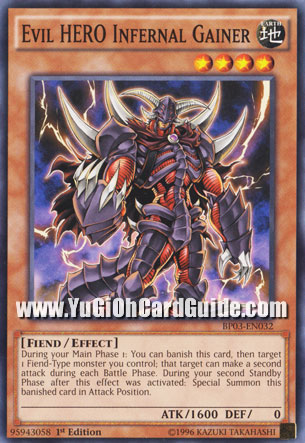 Evil HERO Infernal Gainer
EARTH
地
www.YuGiOhCardGuide.com
BP03-EN032
[FIEND / EFFECT]
During your Main Phase 1: You can banish this card, then target
1 Fiend-Type monster you control; that target can make a second
attack during each Battle Phase. During your second Standby
Phase after this effect was activated: Special Summon this
banished card in Attack Position.
ATK/1600 DEF/ 0
95943058 1st Edition ©1996 KAZUKI TAKAHASHI